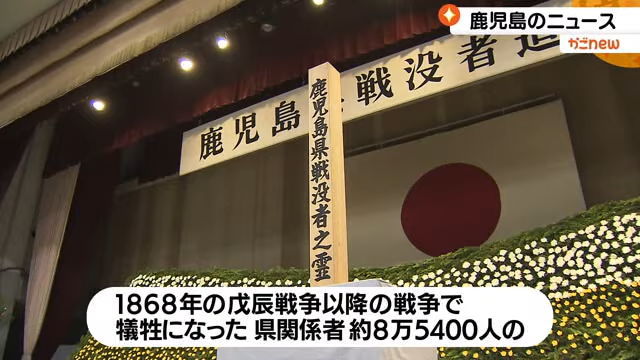 鹿児島のニュース
かごnew
鹿児島県戦没者追
鹿児島県戦没者之霊
1868年の戊辰戦争以降の戦争で
犠牲になった 県関係者 約8万5400人の